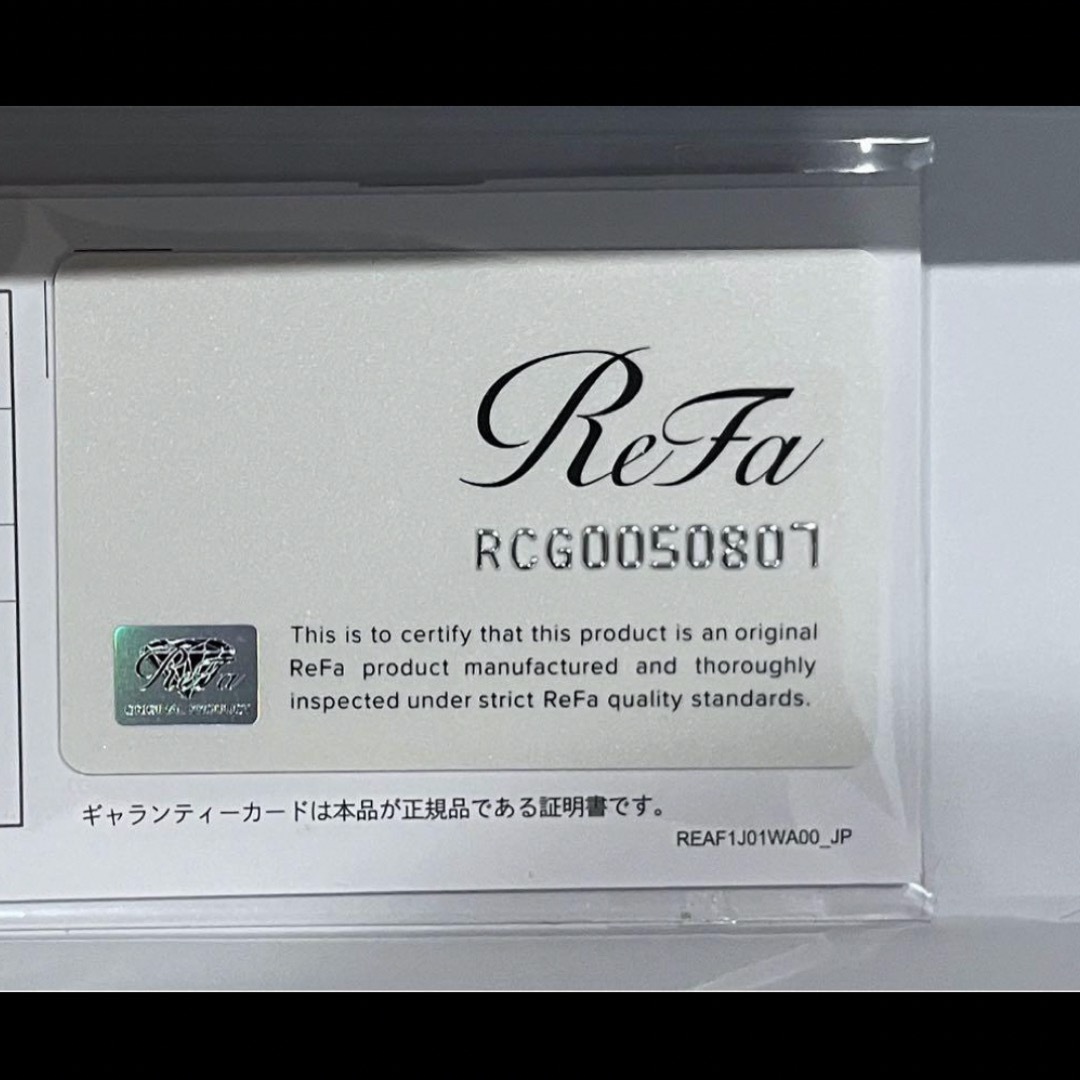 ReFa
RCG0050807
ReFa
ORIGINAL PRODUCT
This is to certify that this product is an original
ReFa product manufactured and thoroughly
inspected under strict ReFa quality standards.
ギャランティーカードは本品が正規品である証明書です。
REAF1J01WA00_JP